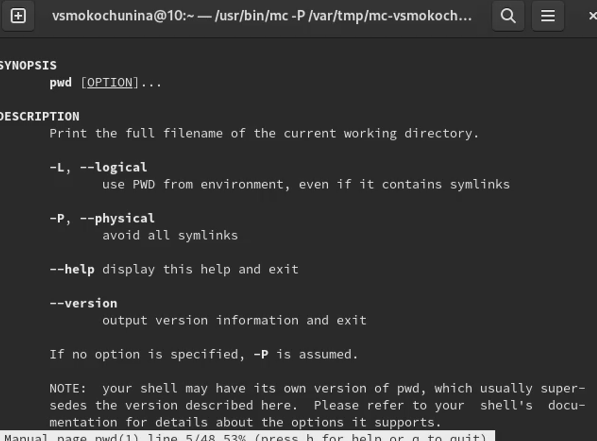 vsmokochunina@10:~ — /usr/bin/mc -P /var/tmp/mc-vsmokoch...
SYNOPSIS
pwd [OPTION]...
DESCRIPTION
Print the full filename of the current working directory.
-L, --logical
use PWD from environment, even if it contains symlinks
-P, --physical
avoid all symlinks
--help display this help and exit
--version
output version information and exit
If no option is specified, -P is assumed.
NOTE: your shell may have its own version of pwd, which usually super-
sedes the version described here. Please refer to your shell's docu-
mentation for details about the options it supports.
Manual page pwd(1) line 5/48 53% (press h for help or q to quit)